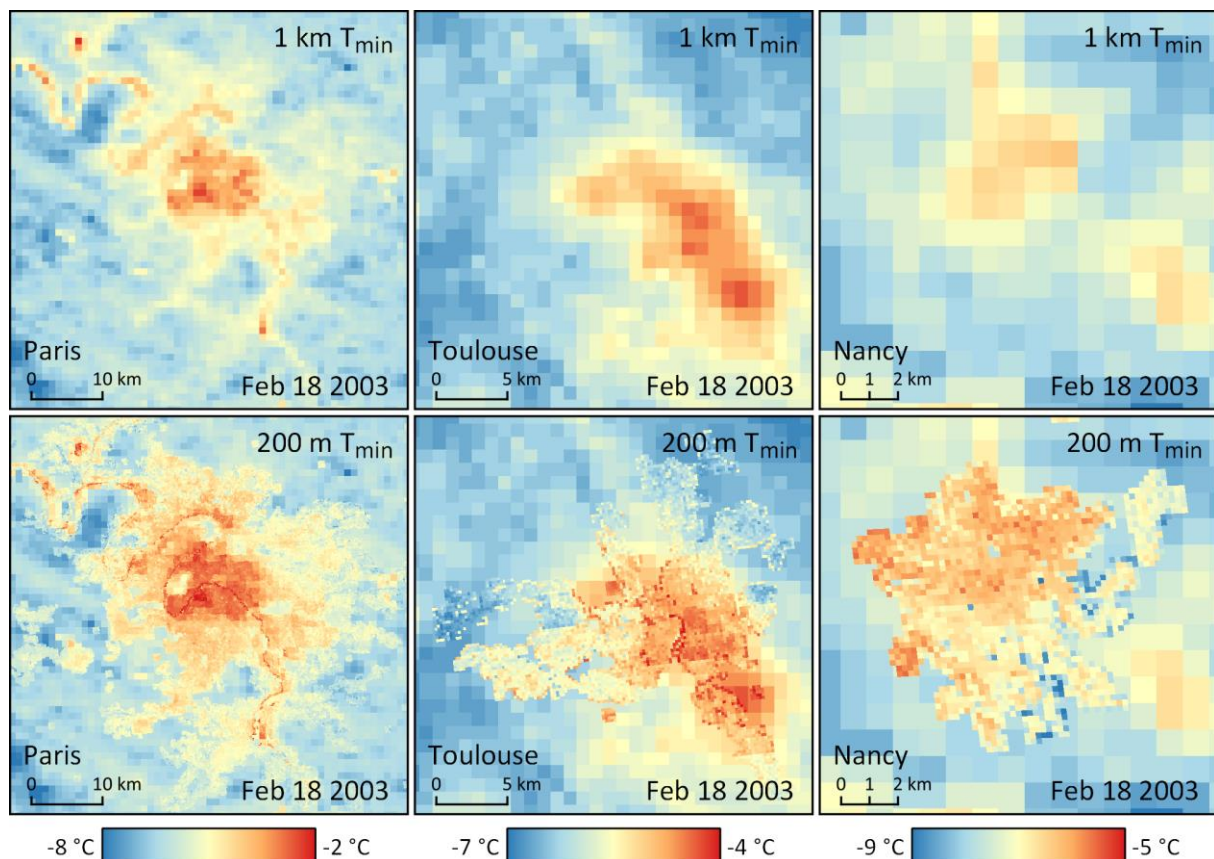 1 km Tmin
Paris
0 10 km
Feb 18 2003
1 km Tmin
Toulouse
0 5 km
Feb 18 2003
1 km Tmin
Nancy
0 1 2 km
Feb 18 2003
200 m Tmin
Paris
0 10 km
Feb 18 2003
200 m Tmin
Toulouse
0 5 km
Feb 18 2003
200 m Tmin
Nancy
0 1 2 km
Feb 18 2003
-8 °C -2 °C
-7 °C -4 °C
-9 °C -5 °C